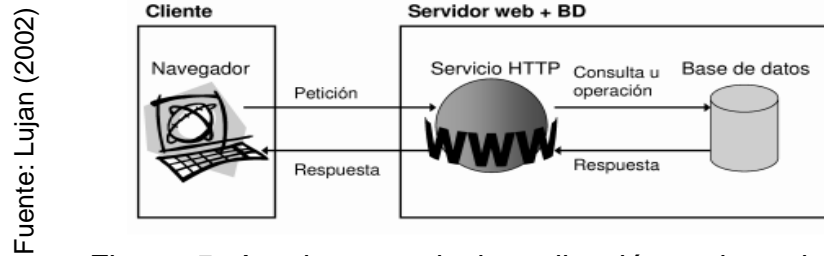 Fuente: Lujan (2002)
Cliente
Servidor web + BD
Navegador
Petición
Respuesta
Servicio HTTP
WWW
Consulta u
operación
Respuesta
Base de datos